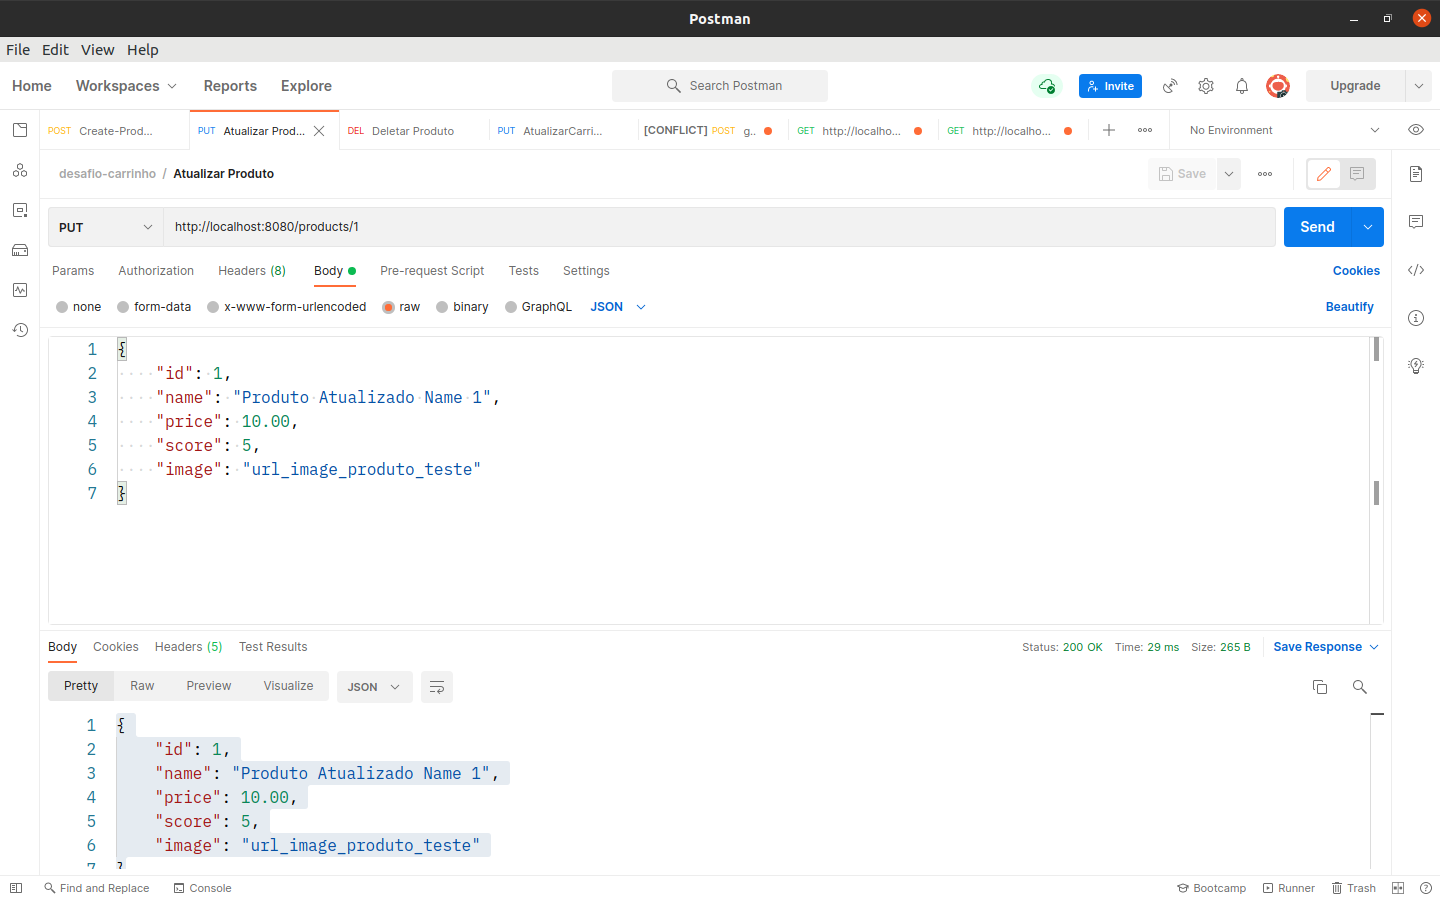 Postman
File Edit View Help
Home Workspaces Reports Explore Search Postman Invite Upgrade
POST Create-Prod... PUT Atualizar Prod... DEL Deletar Produto PUT AtualizarCarri... [CONFLICT] POST g.. GET http://localho... GET http://localho... No Environment
desafio-carrinho / Atualizar Produto Save
PUT http://localhost:8080/products/1 Send
Params Authorization Headers (8) Body Pre-request Script Tests Settings Cookies
none form-data x-www-form-urlencoded raw binary GraphQL JSON Beautify
1 {
2 "id": 1,
3 "name": "Produto Atualizado Name 1",
4 "price": 10.00,
5 "score": 5,
6 "image": "url_image_produto_teste"
7 }
Body Cookies Headers (5) Test Results Status: 200 OK Time: 29 ms Size: 265 B Save Response
Pretty Raw Preview Visualize JSON
1 {
2 "id": 1,
3 "name": "Produto Atualizado Name 1",
4 "price": 10.00,
5 "score": 5,
6 "image": "url_image_produto_teste"
7 }
Find and Replace Console Bootcamp Runner Trash